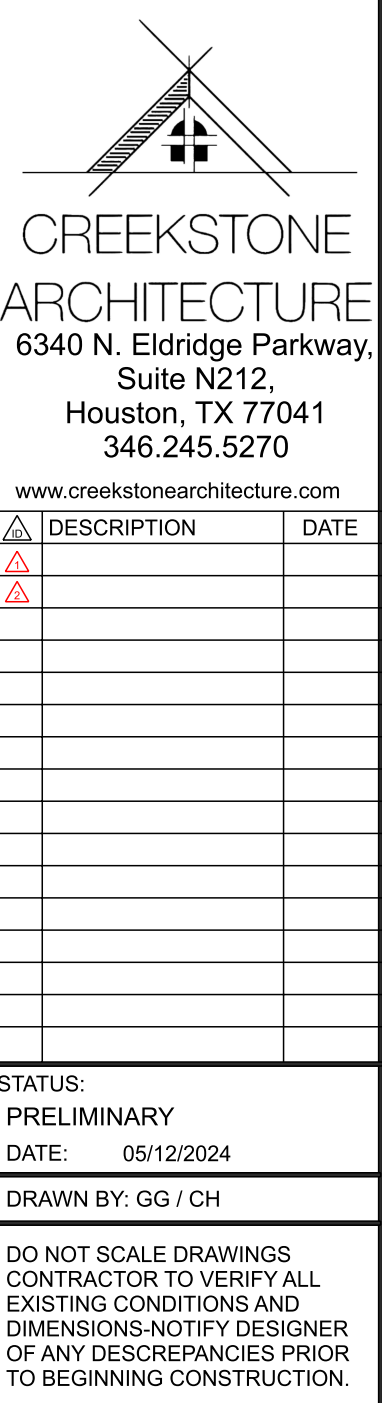 CREEKSTONE
ARCHITECTURE
6340 N. Eldridge Parkway,
Suite N212,
Houston, TX 77041
346.245.5270
www.creekstonearchitecture.com
ID DESCRIPTION DATE
1
2
STATUS:
PRELIMINARY
DATE: 05/12/2024
DRAWN BY: GG / CH
DO NOT SCALE DRAWINGS
CONTRACTOR TO VERIFY ALL
EXISTING CONDITIONS AND
DIMENSIONS-NOTIFY DESIGNER
OF ANY DESCREPANCIES PRIOR
TO BEGINNING CONSTRUCTION.